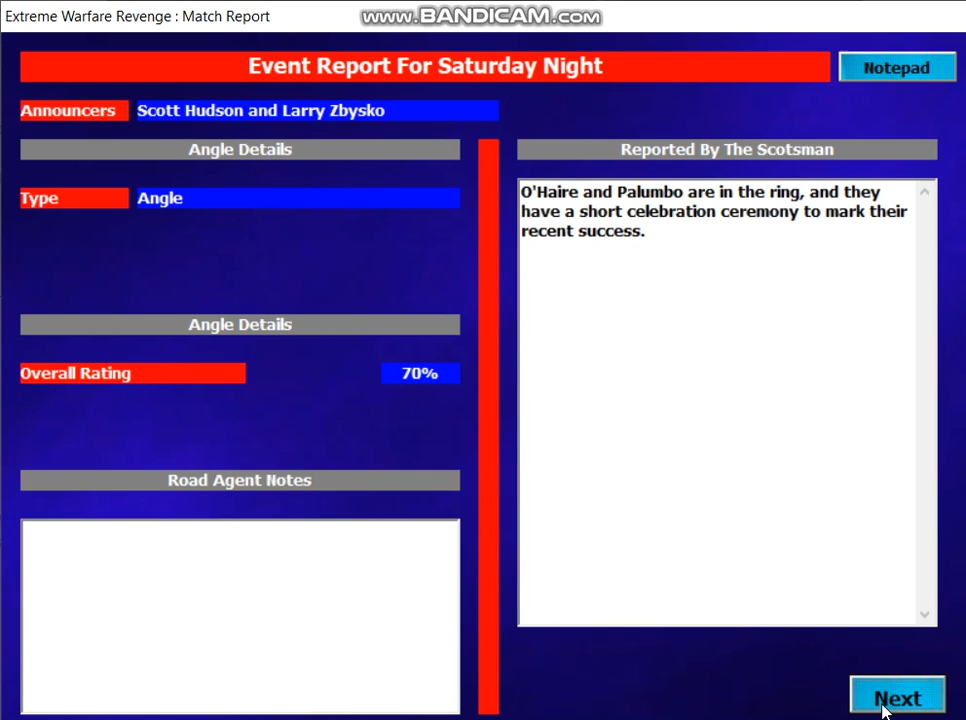 Extreme Warfare Revenge : Match Report
www.BANDICAM.com
Event Report For Saturday Night
Notepad
Announcers Scott Hudson and Larry Zbysko
Angle Details
Type Angle
Angle Details
Overall Rating 70%
Road Agent Notes
Reported By The Scotsman
O'Haire and Palumbo are in the ring, and they
have a short celebration ceremony to mark their
recent success.
Next